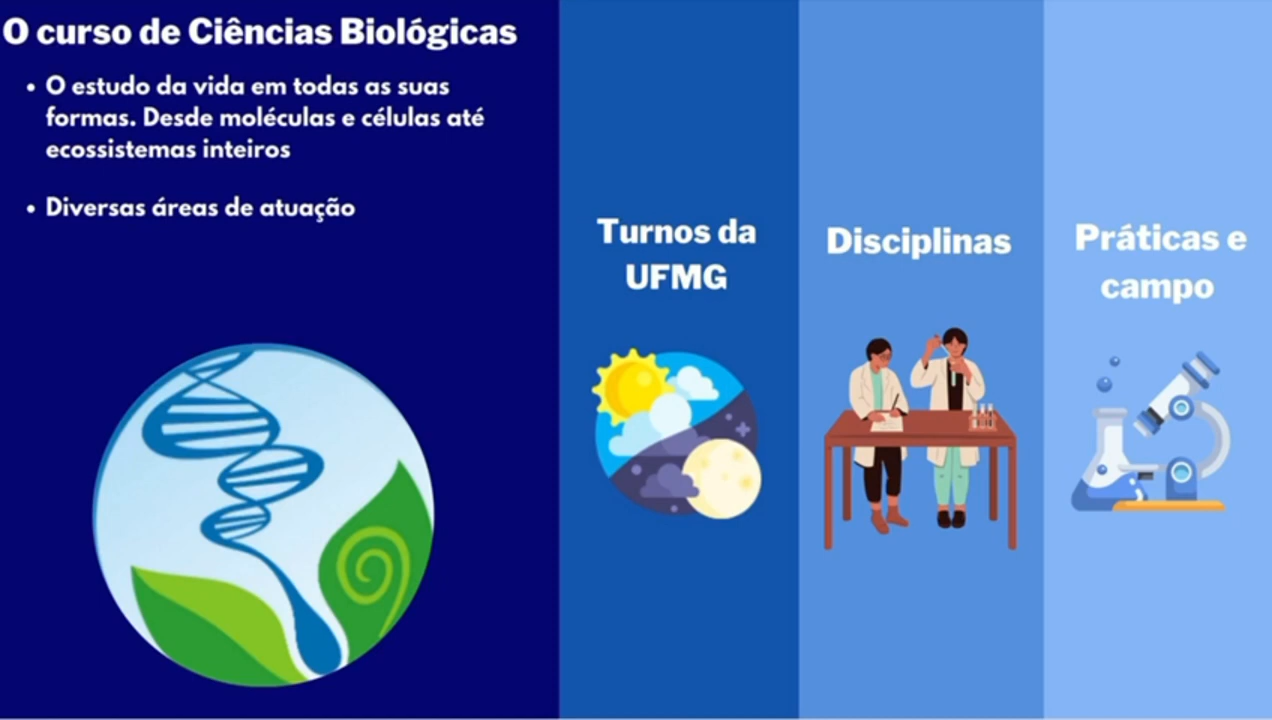 O curso de Ciências Biológicas
• O estudo da vida em todas as suas
formas. Desde moléculas e células até
ecossistemas inteiros
• Diversas áreas de atuação
Turnos da
UFMG
Disciplinas
Práticas e
campo